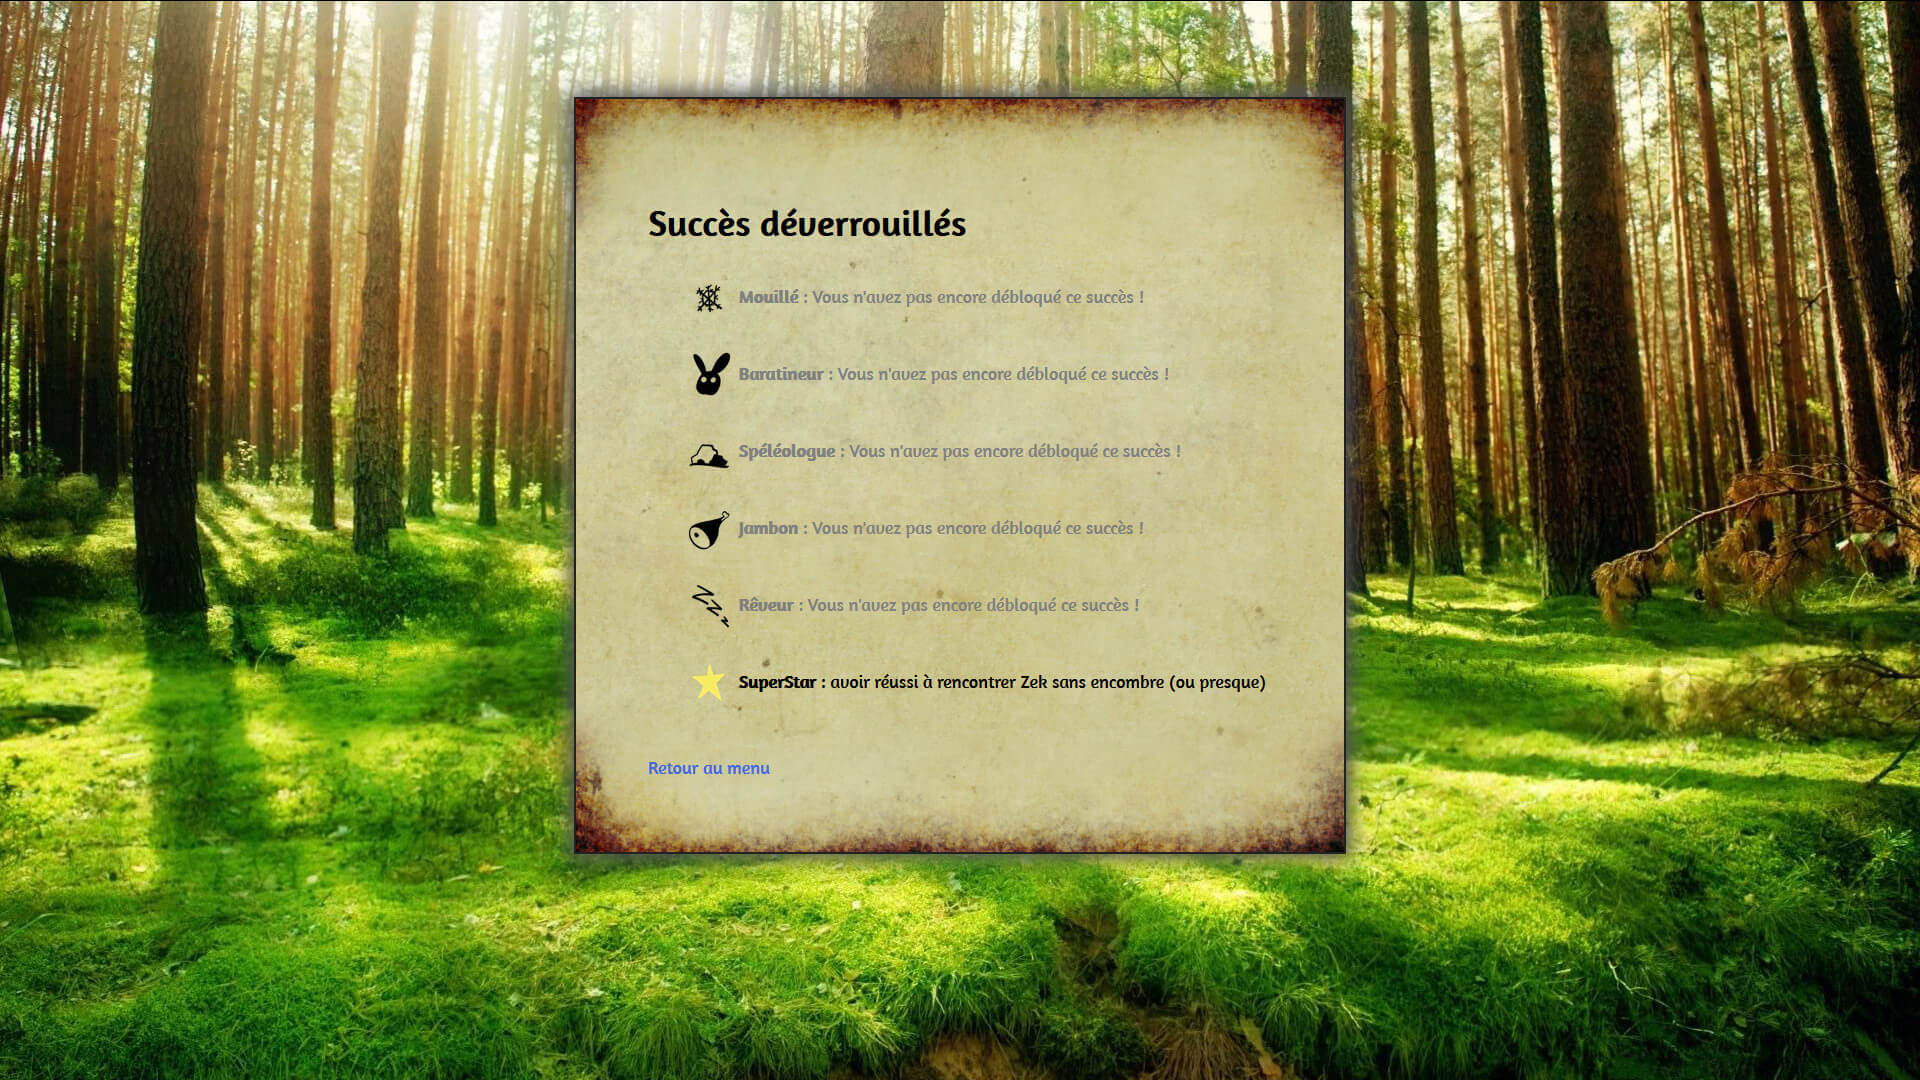 Succès déverrouillés
Mouillé : Vous n'avez pas encore débloqué ce succès !
Baratineur : Vous n'avez pas encore débloqué ce succès !
Spéléologue : Vous n'avez pas encore débloqué ce succès !
Jambon : Vous n'avez pas encore débloqué ce succès !
Rêveur : Vous n'avez pas encore débloqué ce succès !
SuperStar : avoir réussi à rencontrer Zek sans encombre (ou presque)
Retour au menu